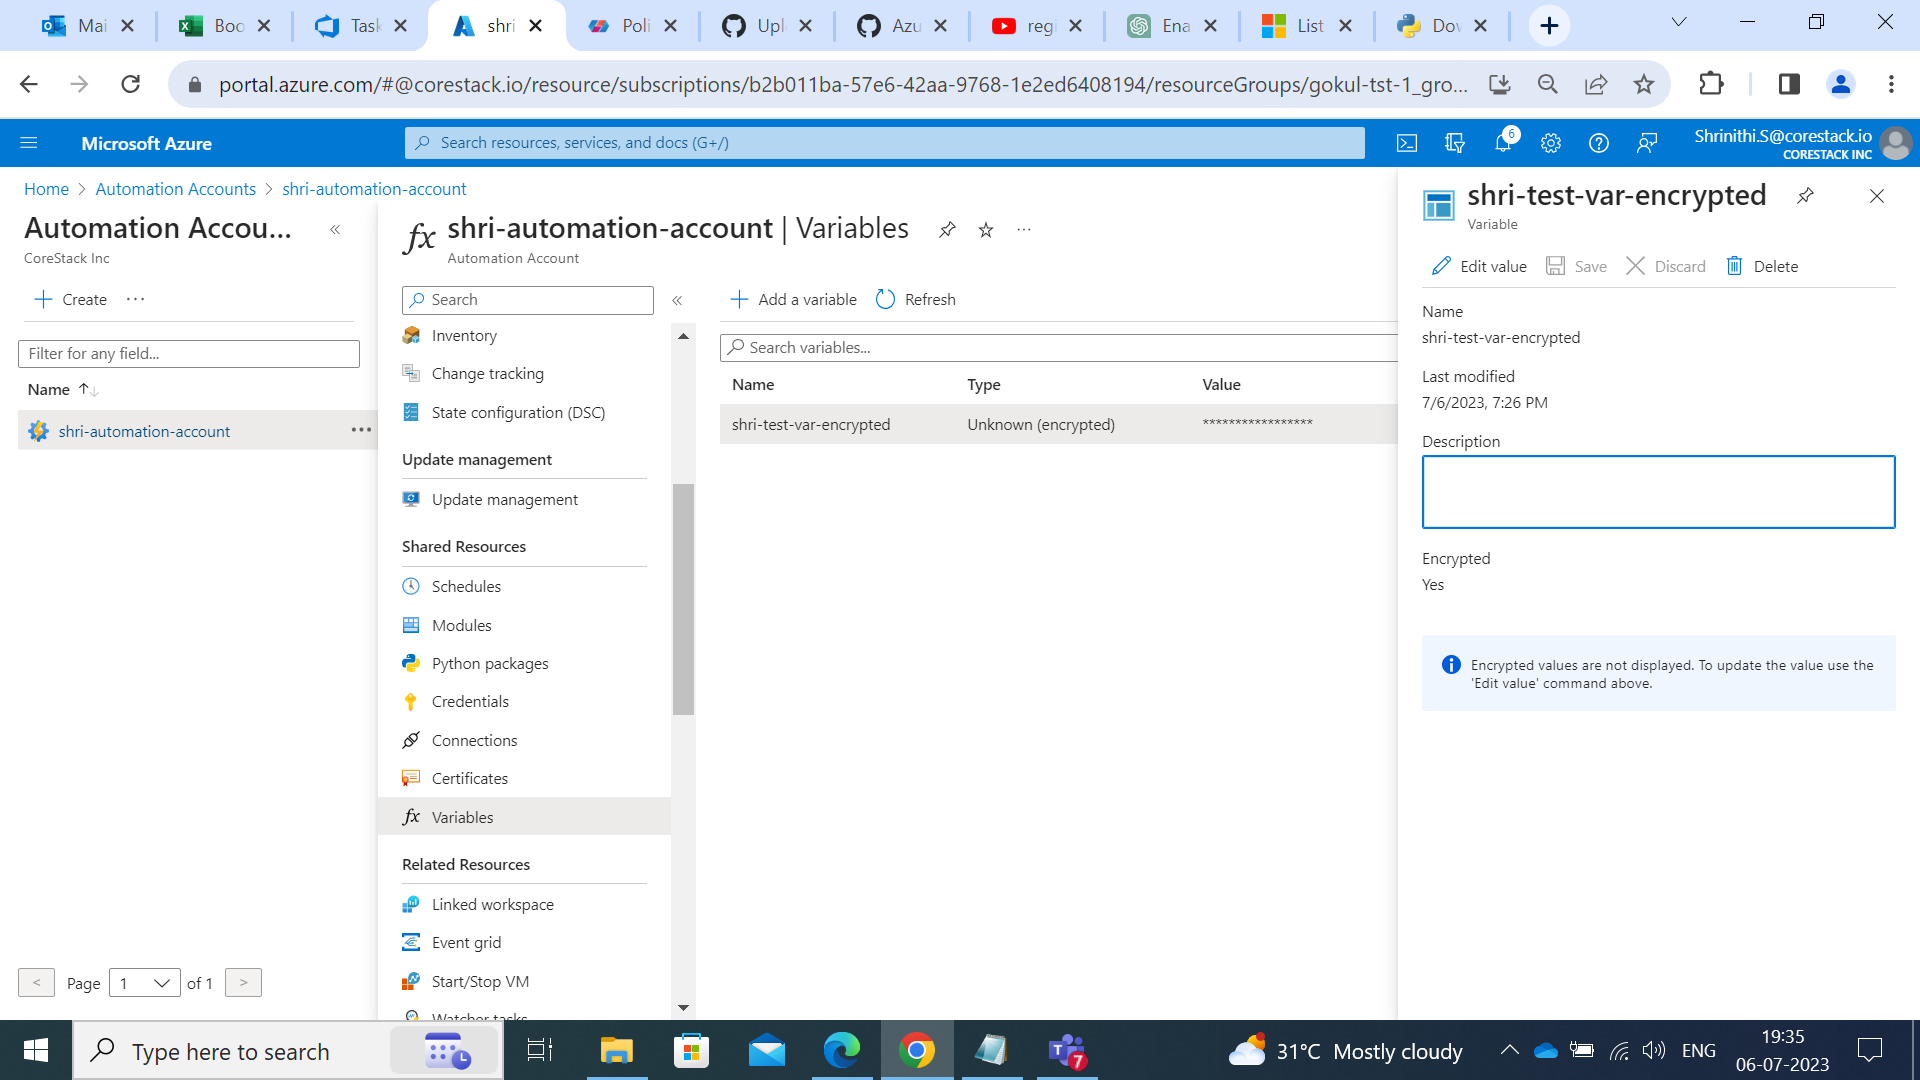 Mai
Boo
Task
shri
Poli
Upl
Azu
regi
Ena
List
Dov
portal.azure.com/#@corestack.io/resource/subscriptions/b2b011ba-57e6-42aa-9768-1e2ed6408194/resourceGroups/gokul-tst-1_gro...
Microsoft Azure
Search resources, services, and docs (G+/)
6
Shrinithi.S@corestack.io
CORESTACK INC
Home > Automation Accounts > shri-automation-account
Automation Accou...
CoreStack Inc
Create
Filter for any field...
Name
shri-automation-account
Page 1 of 1
shri-automation-account | Variables
Automation Account
Search
Inventory
Change tracking
State configuration (DSC)
Update management
Update management
Shared Resources
Schedules
Modules
Python packages
Credentials
Connections
Certificates
Variables
Related Resources
Linked workspace
Event grid
Start/Stop VM
Watcher tasks
Add a variable
Refresh
Search variables...
Name Type Value
shri-test-var-encrypted Unknown (encrypted) *****************
shri-test-var-encrypted
Variable
Edit value Save Discard Delete
Name
shri-test-var-encrypted
Last modified
7/6/2023, 7:26 PM
Description
Encrypted
Yes
Encrypted values are not displayed. To update the value use the
'Edit value' command above.
Type here to search
7
31°C Mostly cloudy
ENG
19:35
06-07-2023